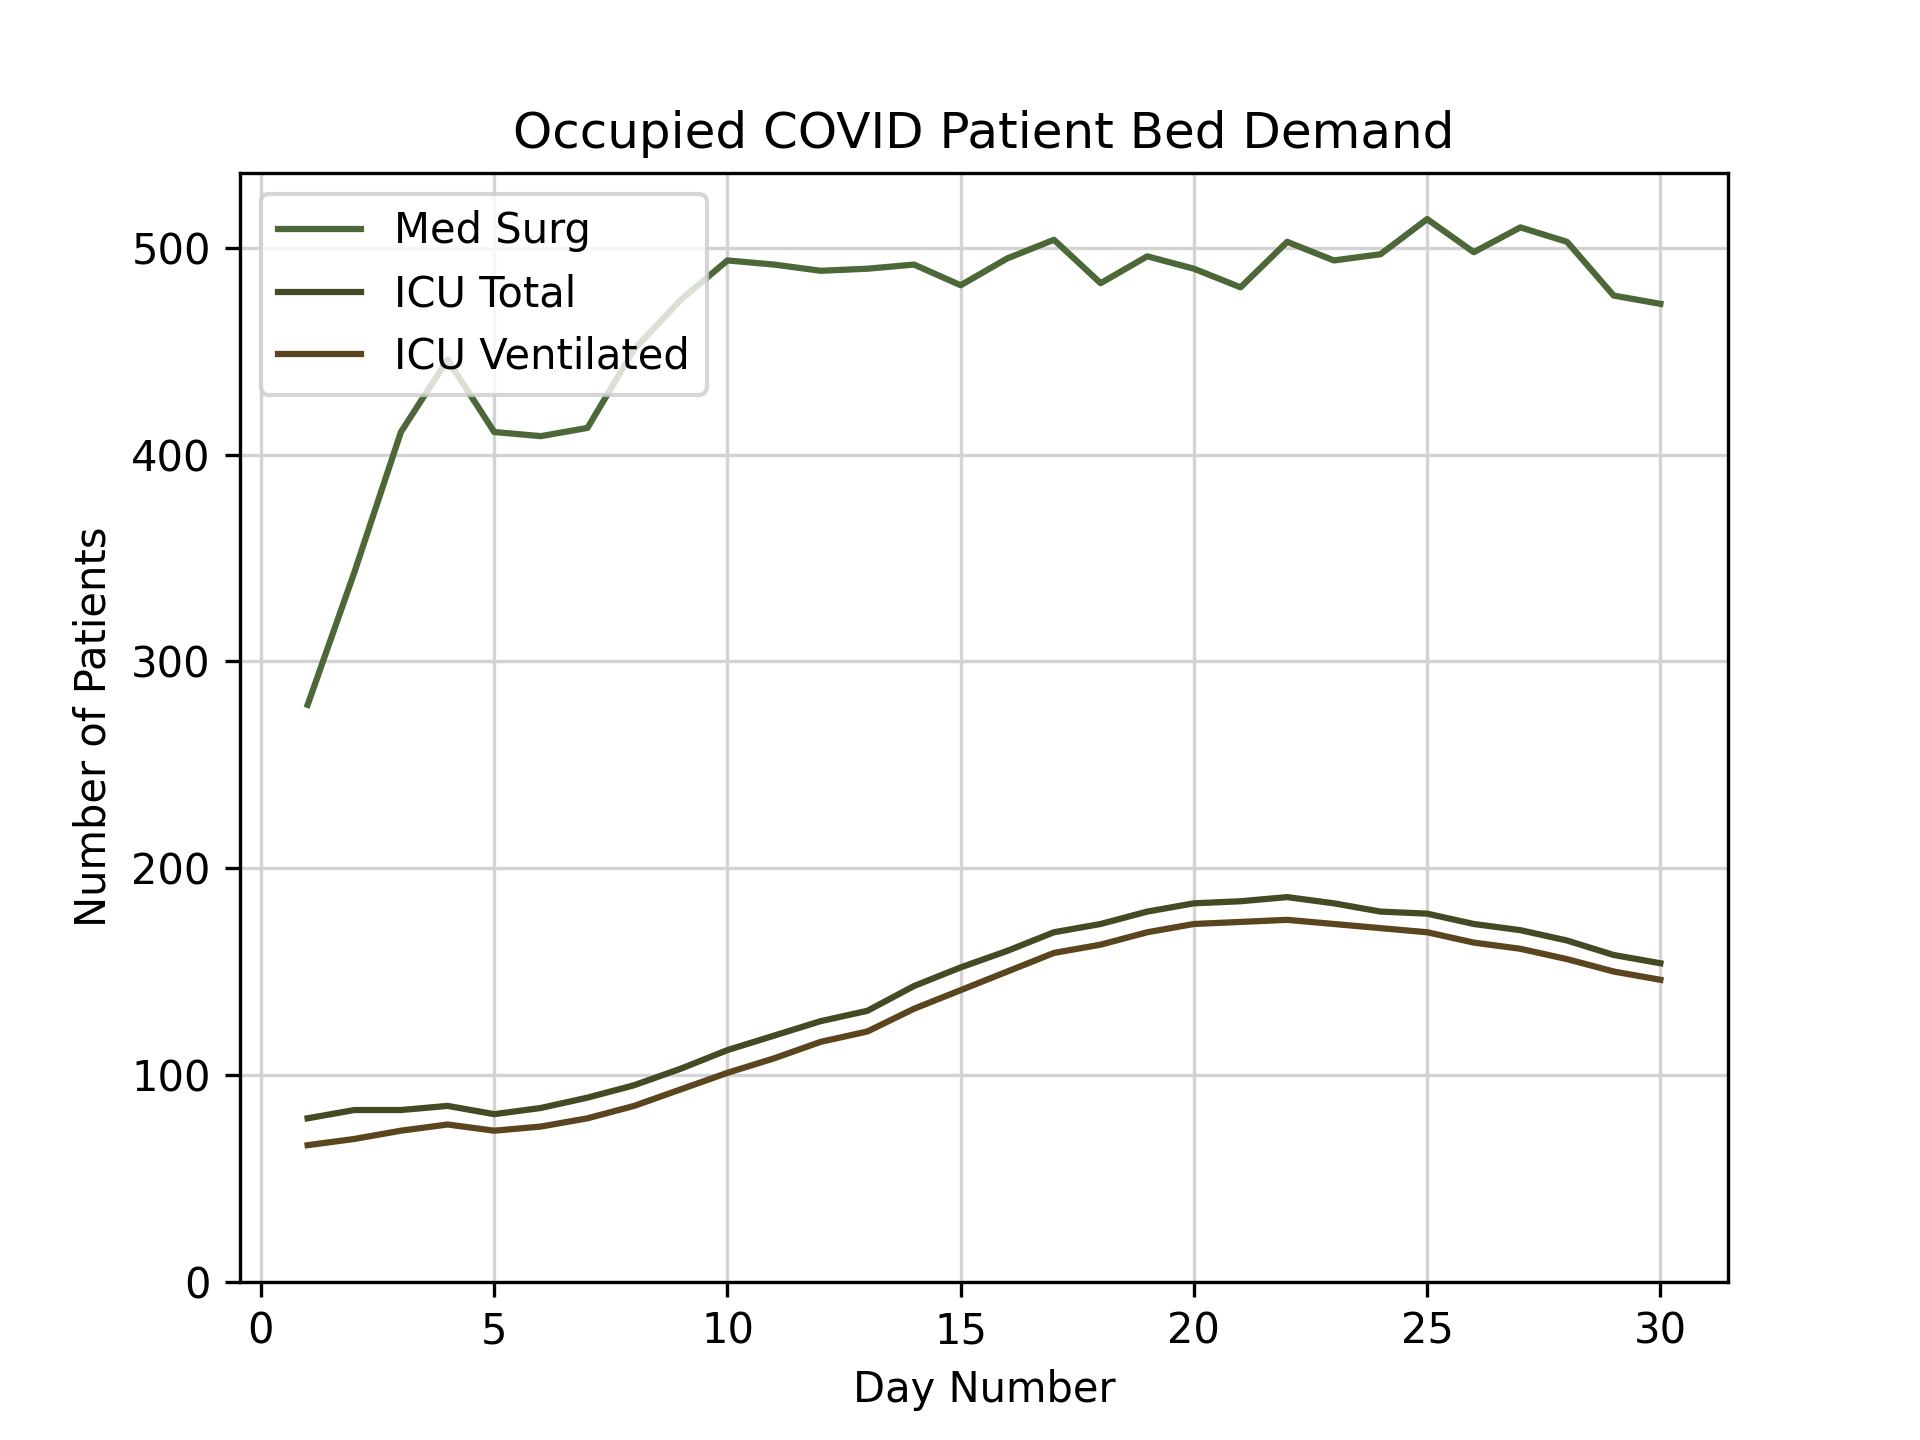 Occupied COVID Patient Bed Demand
Med Surg
ICU Total
ICU Ventilated
Number of Patients
500
400
300
200
100
0
0 5 10 15 20 25 30
Day Number